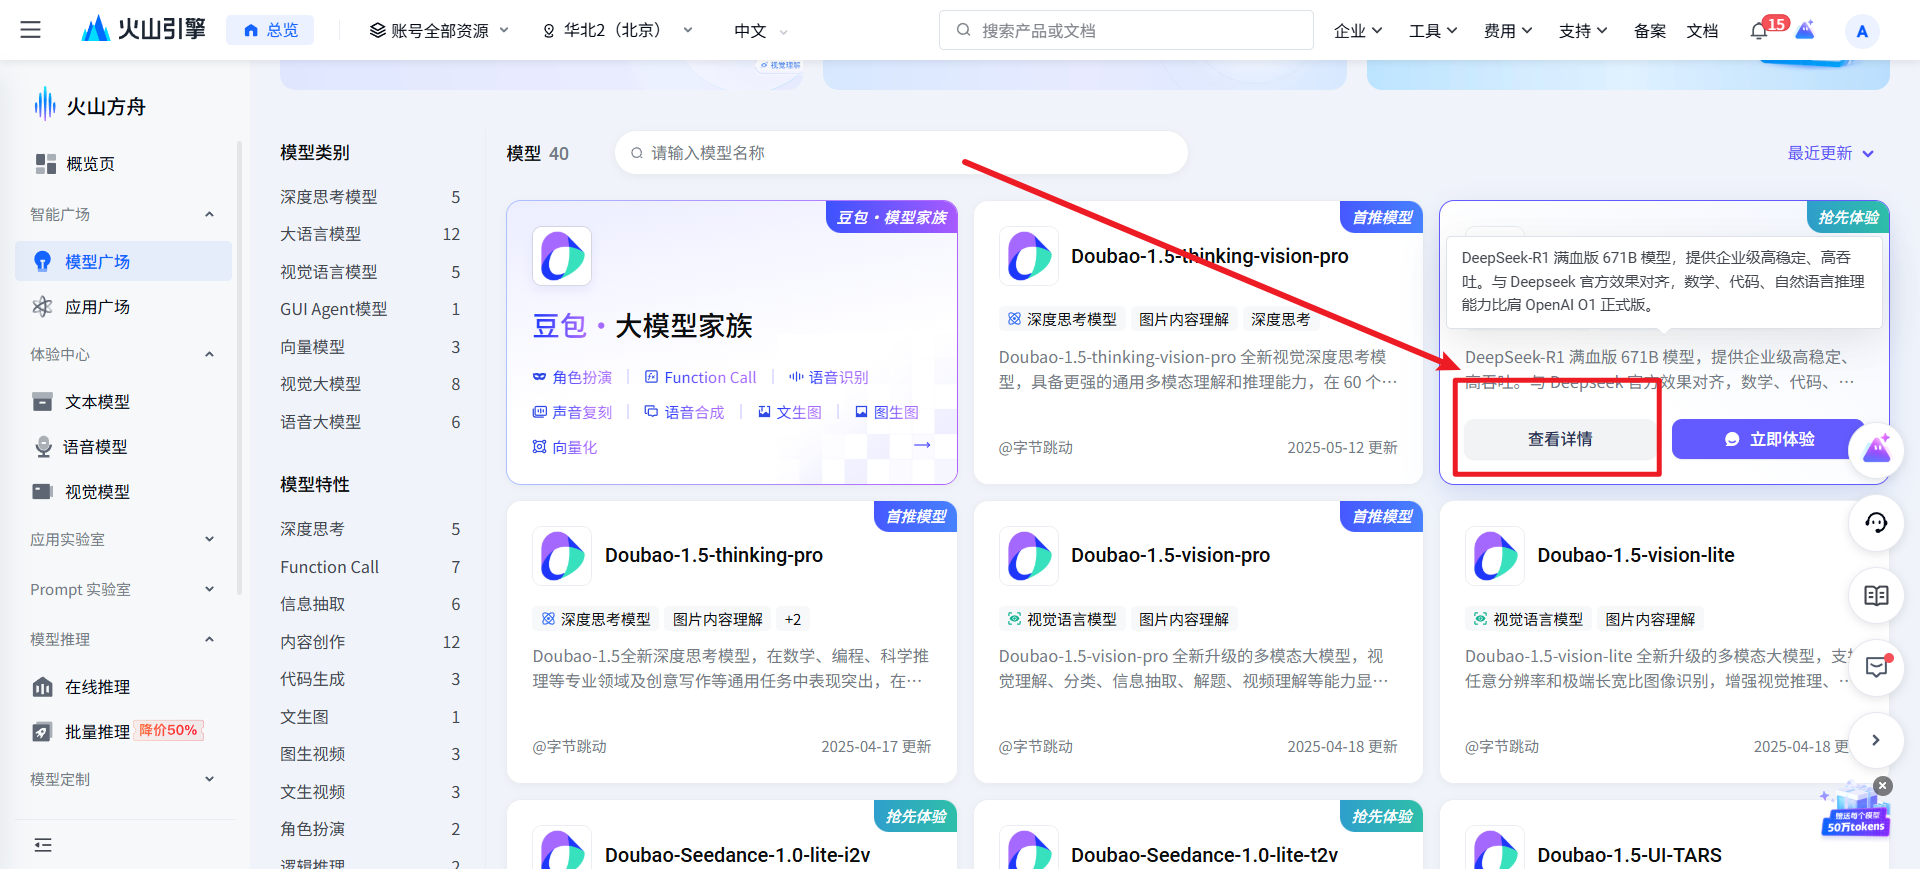 火山引擎
总览
账号全部资源
华北2（北京）
中文
搜索产品或文档
企业
工具
费用
支持
备案
文档
15
A
火山方舟
概览页
智能广场
模型广场
应用广场
体验中心
文本模型
语音模型
视觉模型
应用实验室
Prompt 实验室
模型推理
在线推理
批量推理 降价50%
模型定制
视觉理解
模型类别
深度思考模型 5
大语言模型 12
视觉语言模型 5
GUI Agent模型 1
向量模型 3
视觉大模型 8
语音大模型 6
模型特性
深度思考 5
Function Call 7
信息抽取 6
内容创作 12
代码生成 3
文生图 1
图生视频 3
文生视频 3
角色扮演 2
逻辑推理 2
模型 40
请输入模型名称
最近更新
豆包・模型家族
豆包・大模型家族
角色扮演
Function Call
语音识别
声音复刻
语音合成
文生图
图生图
向量化
首推模型
Doubao-1.5-thinking-vision-pro
深度思考模型
图片内容理解
深度思考
Doubao-1.5-thinking-vision-pro 全新视觉深度思考模
型，具备更强的通用多模态理解和推理能力，在 60 个…
@字节跳动
2025-05-12 更新
抢先体验
DeepSeek-R1 满血版 671B 模型，提供企业级高稳定、高吞
吐。与 Deepseek 官方效果对齐，数学、代码、自然语言推理
能力比肩 OpenAI O1 正式版。
DeepSeek-R1 满血版 671B 模型，提供企业级高稳定、
高吞吐。与 Deepseek 官方效果对齐，数学、代码、…
查看详情
立即体验
首推模型
Doubao-1.5-thinking-pro
深度思考模型
图片内容理解
+2
Doubao-1.5全新深度思考模型，在数学、编程、科学推
理等专业领域及创意写作等通用任务中表现突出，在…
@字节跳动
2025-04-17 更新
首推模型
Doubao-1.5-vision-pro
视觉语言模型
图片内容理解
Doubao-1.5-vision-pro 全新升级的多模态大模型，视
觉理解、分类、信息抽取、解题、视频理解等能力显…
@字节跳动
2025-04-18 更新
Doubao-1.5-vision-lite
视觉语言模型
图片内容理解
Doubao-1.5-vision-lite 全新升级的多模态大模型，支
任意分辨率和极端长宽比图像识别，增强视觉推理、…
@字节跳动
2025-04-18 更
赠送每个模型
50万tokens
抢先体验
Doubao-Seedance-1.0-lite-i2v
抢先体验
Doubao-Seedance-1.0-lite-t2v
Doubao-1.5-UI-TARS